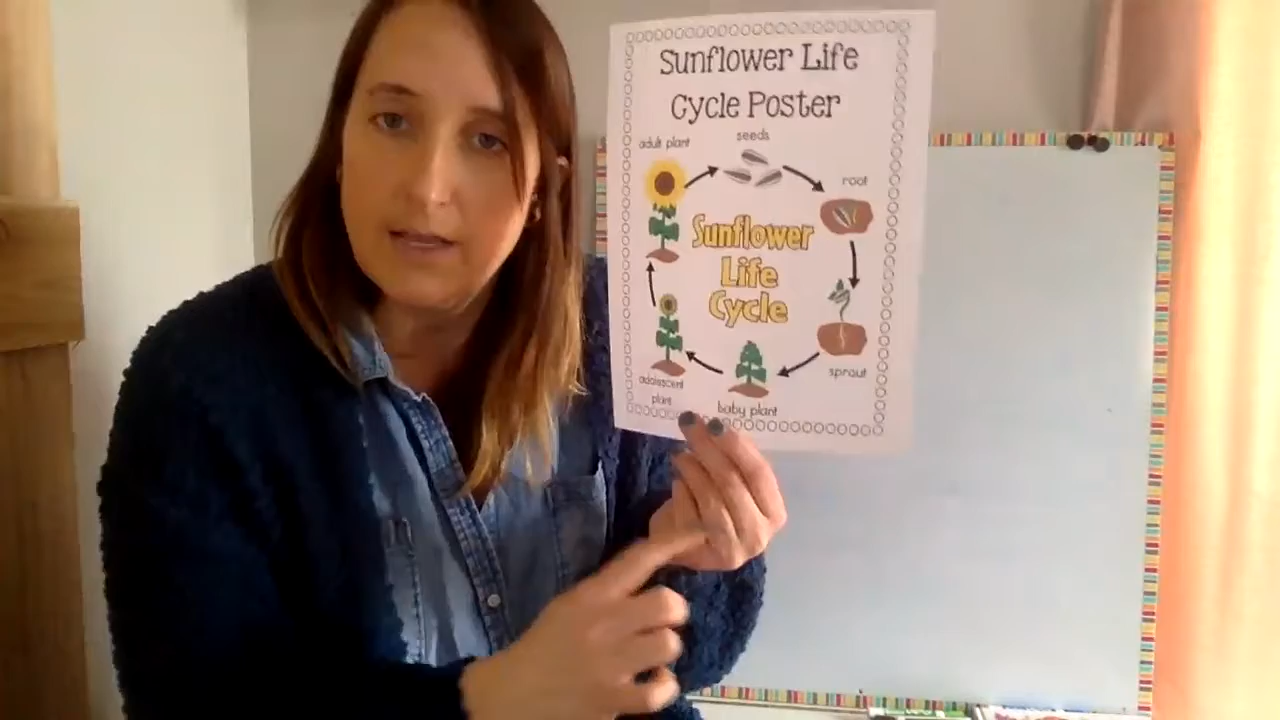 Sunflower Life
Cycle Poster
seeds
adult plant
root
Sunflower
Life
Cycle
sprout
adolescent
plant
baby plant